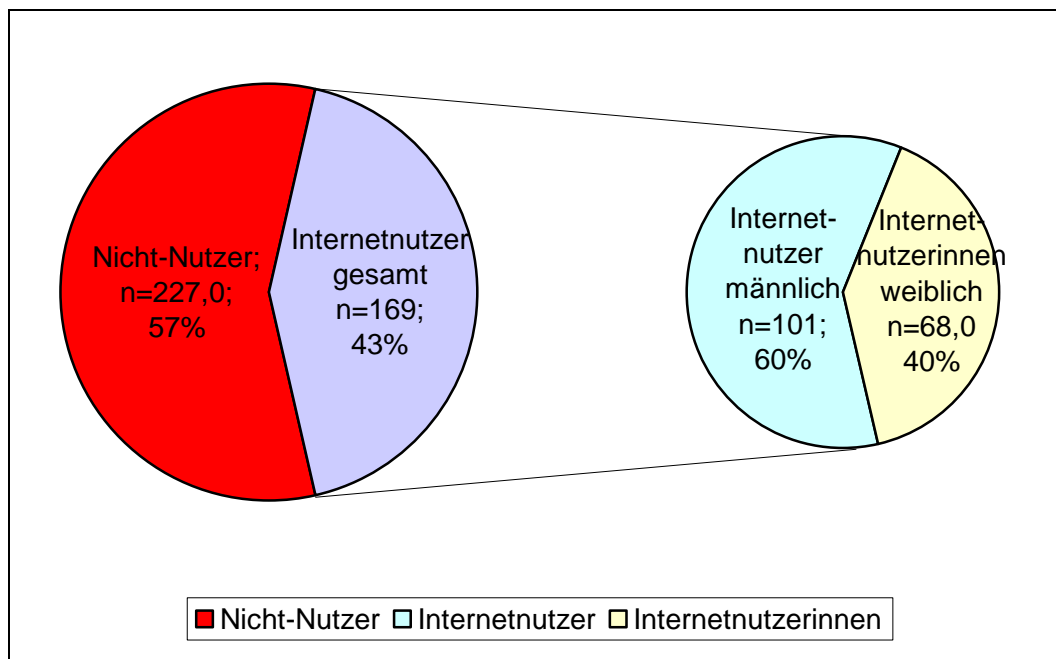 Nicht-Nutzer;
n=227,0;
57%
Internetnutzer
gesamt
n=169;
43%
Internet-
nutzer
männlich
n=101;
60%
Internet-
nutzerinnen
weiblich
n=68,0
40%
Nicht-Nutzer Internetnutzer Internetnutzerinnen